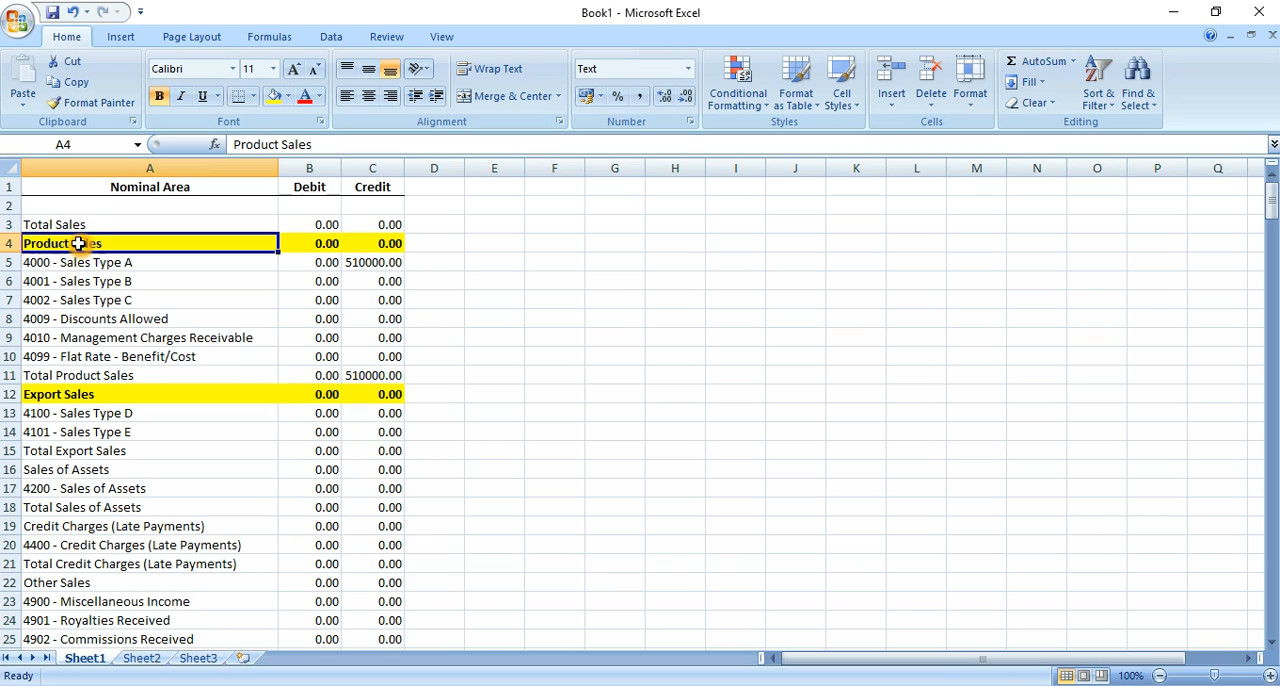 Book1 - Microsoft Excel
Home Insert Page Layout Formulas Data Review View
Paste Cut Copy Format Painter Clipboard
Calibri 11 A A B I U A Font
Wrap Text Merge & Center Alignment
Text % , .0 .00 .00 .0 Number
Conditional Formatting Format as Table Cell Styles Styles
Insert Delete Format Cells
Σ AutoSum Fill Clear Sort & Filter Find & Select Editing
A4 fx Product Sales
A B C D E F G H I J K L M N O P Q
1 Nominal Area Debit Credit
2
3 Total Sales 0.00 0.00
4 Product 0.00 0.00
5 4000 - Sales Type A 0.00 510000.00
6 4001 - Sales Type B 0.00 0.00
7 4002 - Sales Type C 0.00 0.00
8 4009 - Discounts Allowed 0.00 0.00
9 4010 - Management Charges Receivable 0.00 0.00
10 4099 - Flat Rate - Benefit/Cost 0.00 0.00
11 Total Product Sales 0.00 510000.00
12 Export Sales 0.00 0.00
13 4100 - Sales Type D 0.00 0.00
14 4101 - Sales Type E 0.00 0.00
15 Total Export Sales 0.00 0.00
16 Sales of Assets 0.00 0.00
17 4200 - Sales of Assets 0.00 0.00
18 Total Sales of Assets 0.00 0.00
19 Credit Charges (Late Payments) 0.00 0.00
20 4400 - Credit Charges (Late Payments) 0.00 0.00
21 Total Credit Charges (Late Payments) 0.00 0.00
22 Other Sales 0.00 0.00
23 4900 - Miscellaneous Income 0.00 0.00
24 4901 - Royalties Received 0.00 0.00
25 4902 - Commissions Received 0.00 0.00
Sheet1 Sheet2 Sheet3
Ready 100%